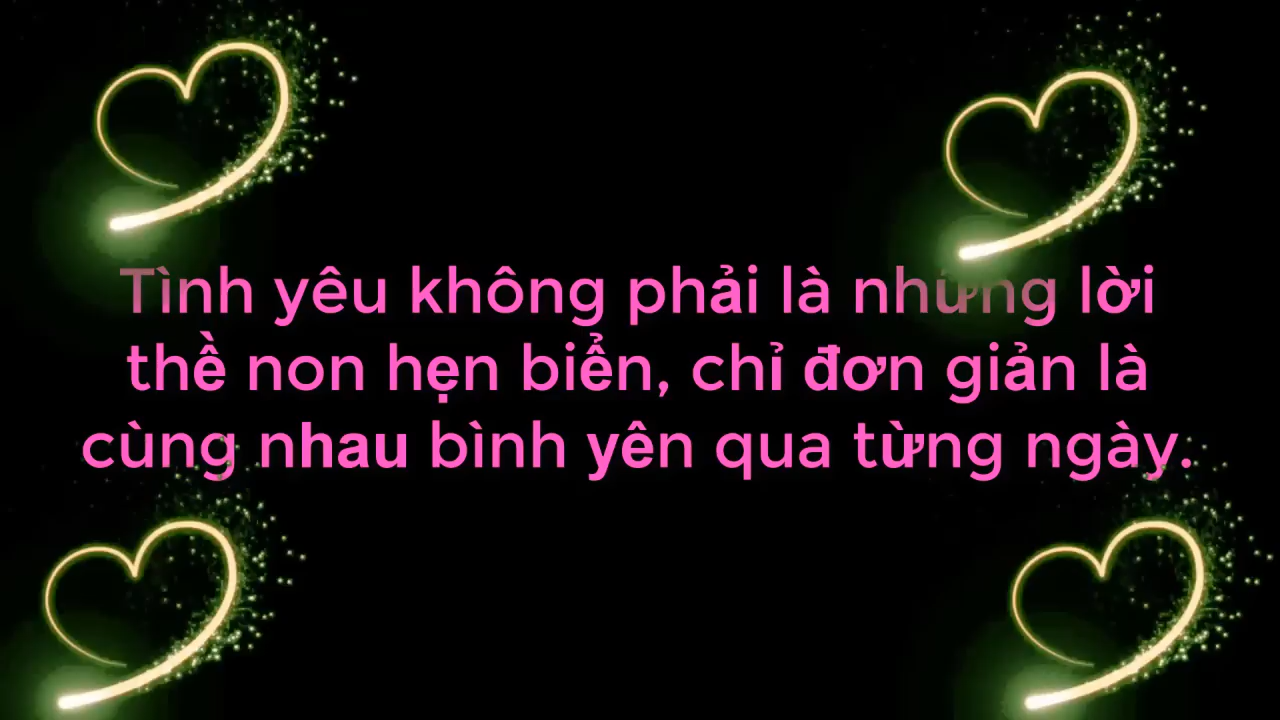 Tình yêu không phải là những lời
thề non hẹn biển, chỉ đơn giản là
cùng nhau bình yên qua từng ngày.